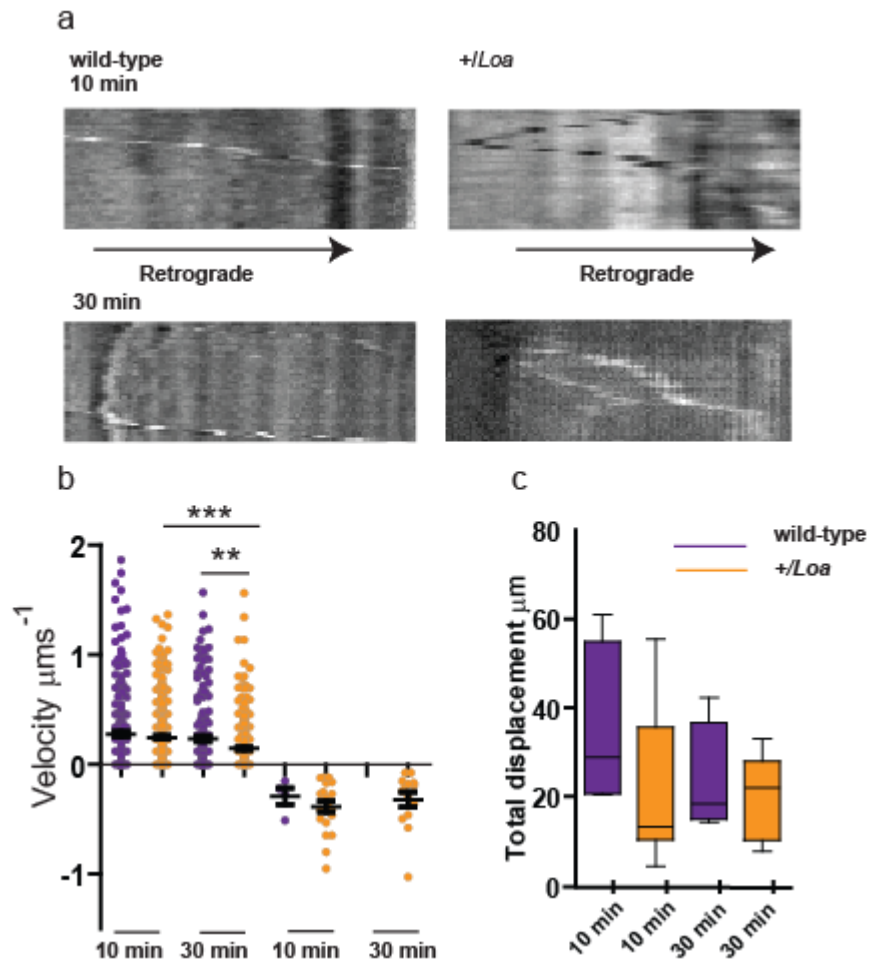 a
wild-type
10 min
+/Loa
Retrograde
Retrograde
30 min
b
***
**
2
1
0
-1
Velocity μms-1
10 min
30 min
10 min
30 min
c
wild-type
+/Loa
80
60
40
20
0
Total displacement μm
10 min
10 min
30 min
30 min